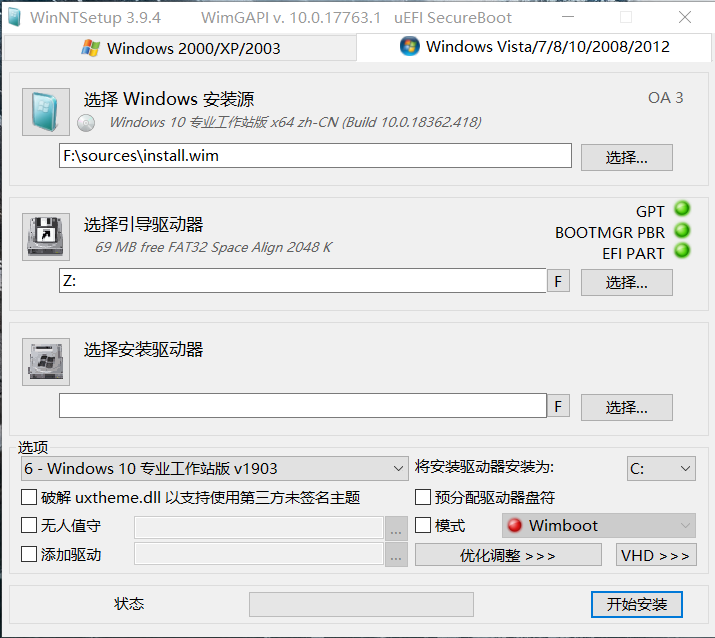 WinNTSetup 3.9.4 WimGAPI v. 10.0.17763.1 uEFI SecureBoot
Windows 2000/XP/2003 Windows Vista/7/8/10/2008/2012
选择 Windows 安装源 OA 3
Windows 10 专业工作站版 x64 zh-CN (Build 10.0.18362.418)
F:\sources\install.wim 选择...
GPT
选择引导驱动器 BOOTMGR PBR
69 MB free FAT32 Space Align 2048 K EFI PART
Z: F 选择...
选择安装驱动器
F 选择...
选项
6 - Windows 10 专业工作站版 v1903 将安装驱动器安装为: C:
破解 uxtheme.dll 以支持使用第三方未签名主题 预分配驱动器盘符
无人值守 ... 模式 Wimboot
添加驱动 ... 优化调整 >>> VHD >>>
状态 开始安装